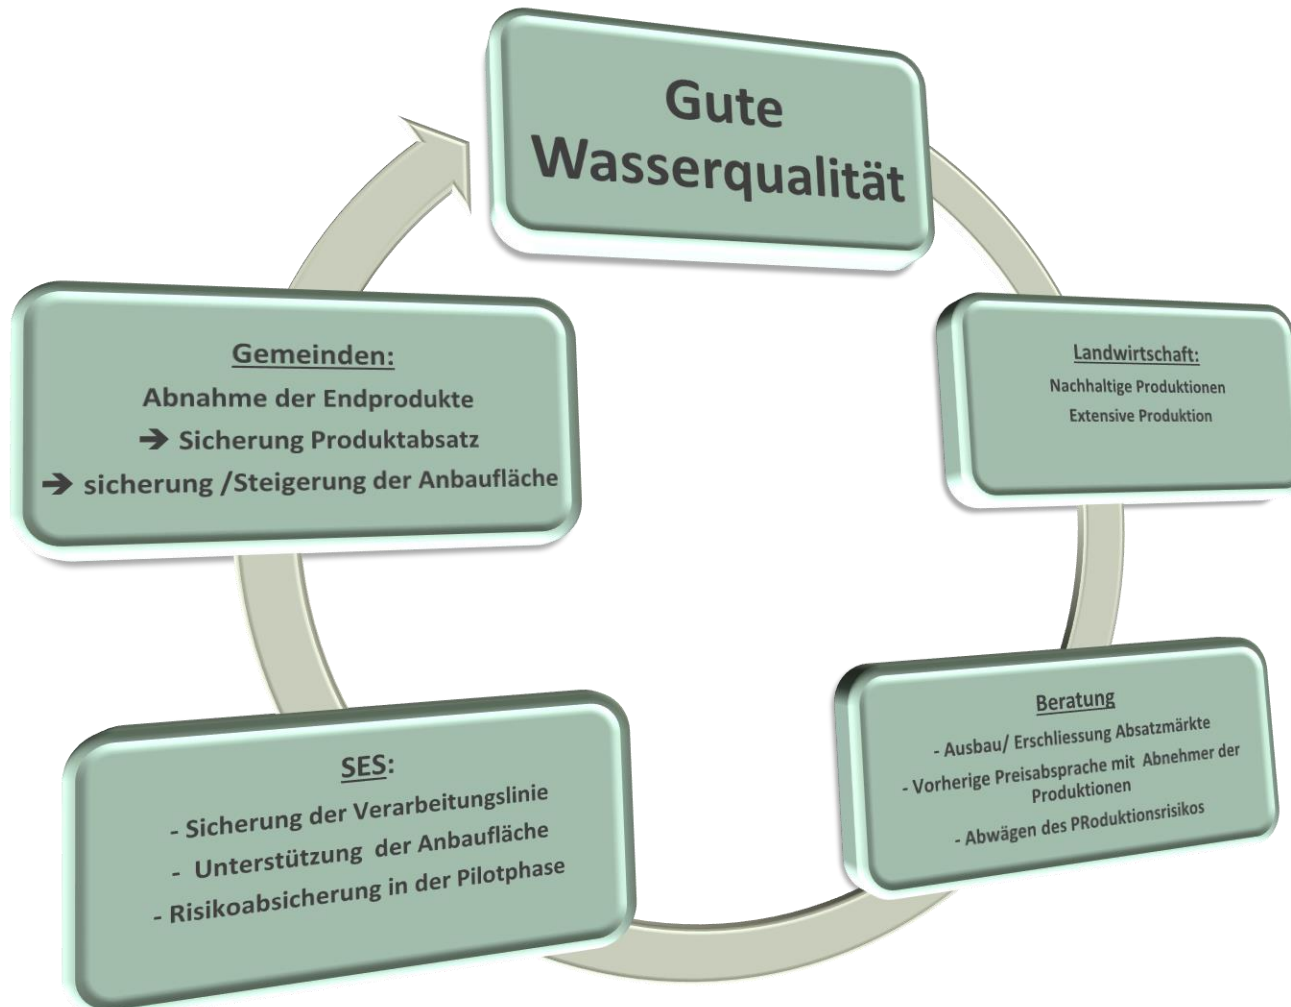 Gute
Wasserqualität
Landwirtschaft:
Nachhaltige Produktionen
Extensive Produktion
Beratung
- Ausbau/ Erschliessung Absatzmärkte
- Vorherige Preisabsprache mit Abnehmer der
Produktionen
- Abwägen des PRoduktionsrisikos
SES:
- Sicherung der Verarbeitungslinie
- Unterstützung der Anbaufläche
- Risikoabsicherung in der Pilotphase
Gemeinden:
Abnahme der Endprodukte
➔ Sicherung Produktabsatz
➔ sicherung /Steigerung der Anbaufläche